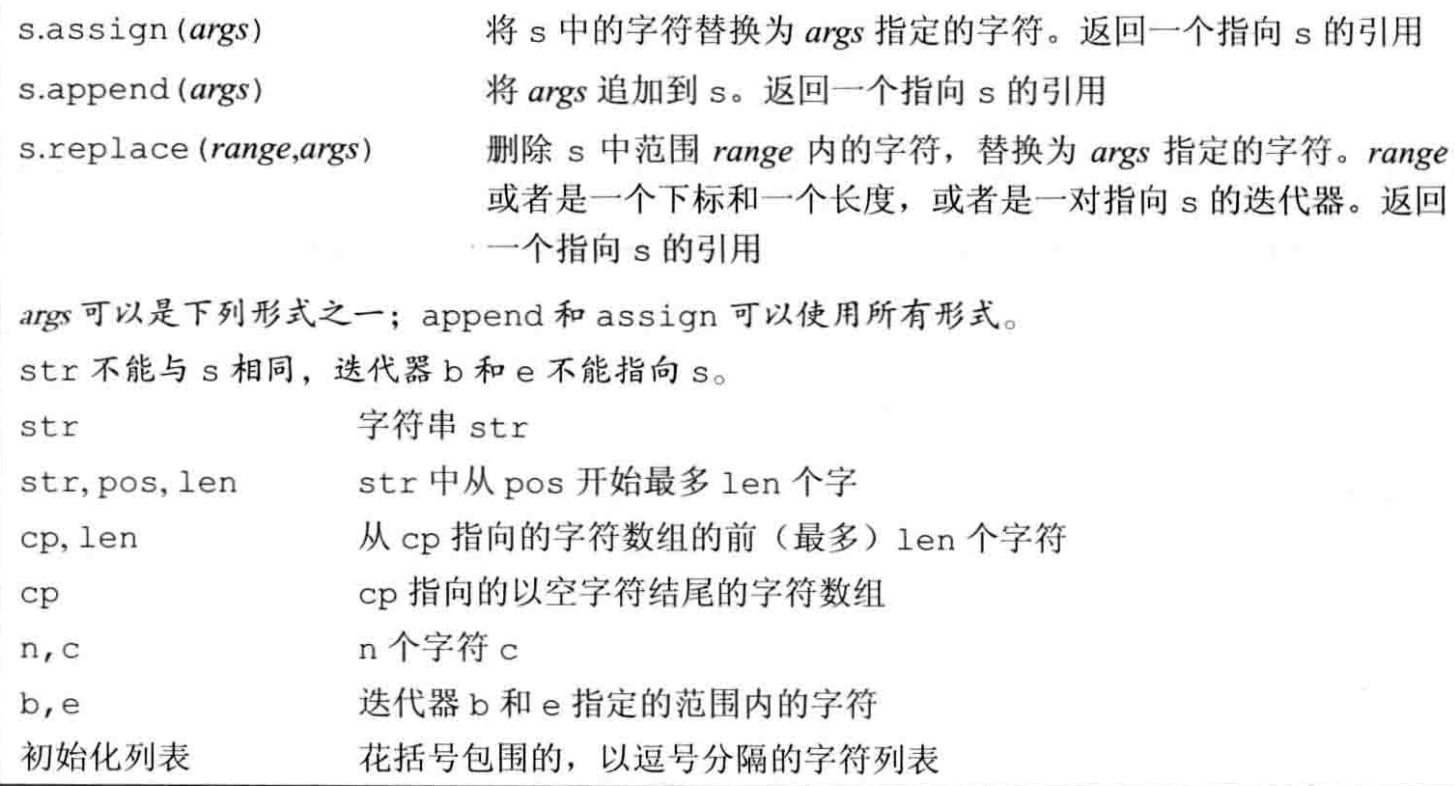 s.assign(args) 将 s 中的字符替换为 args 指定的字符。返回一个指向 s 的引用
s.append(args) 将 args 追加到 s。返回一个指向 s 的引用
s.replace(range,args) 删除 s 中范围 range 内的字符，替换为 args 指定的字符。range
或者是一个下标和一个长度，或者是一对指向 s 的迭代器。返回
一个指向 s 的引用
args 可以是下列形式之一；append 和 assign 可以使用所有形式。
str 不能与 s 相同，迭代器 b 和 e 不能指向 s。
str 字符串 str
str,pos,len str 中从 pos 开始最多 len 个字
cp,len 从 cp 指向的字符数组的前（最多）len 个字符
cp cp 指向的以空字符结尾的字符数组
n,c n 个字符 c
b,e 迭代器 b 和 e 指定的范围内的字符
初始化列表 花括号包围的，以逗号分隔的字符列表